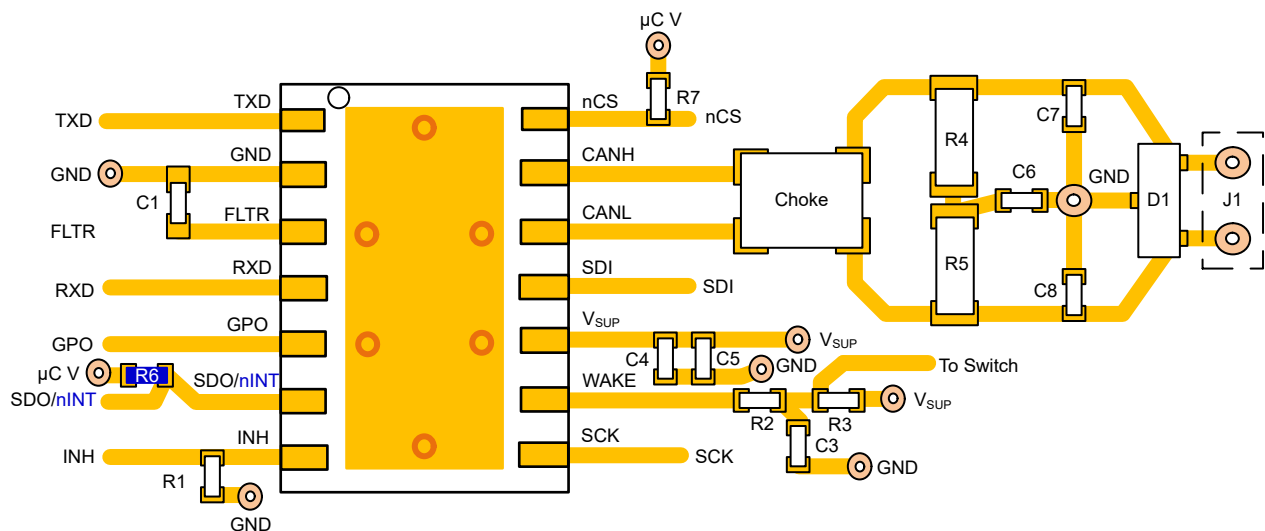 µC V
TXD
TXD
nCS
R7
nCS
GND
GND
C1
FLTR
FLTR
CANH
CANL
Choke
R4
R5
C7
C6
GND
C8
D1
J1
RXD
RXD
SDI
SDI
GPO
GPO
VSUP
C4
C5
VSUP
GND
µC V
R6
SDO/nINT
SDO/nINT
WAKE
To Switch
R2
R3
VSUP
C3
GND
INH
INH
R1
GND
SCK
SCK